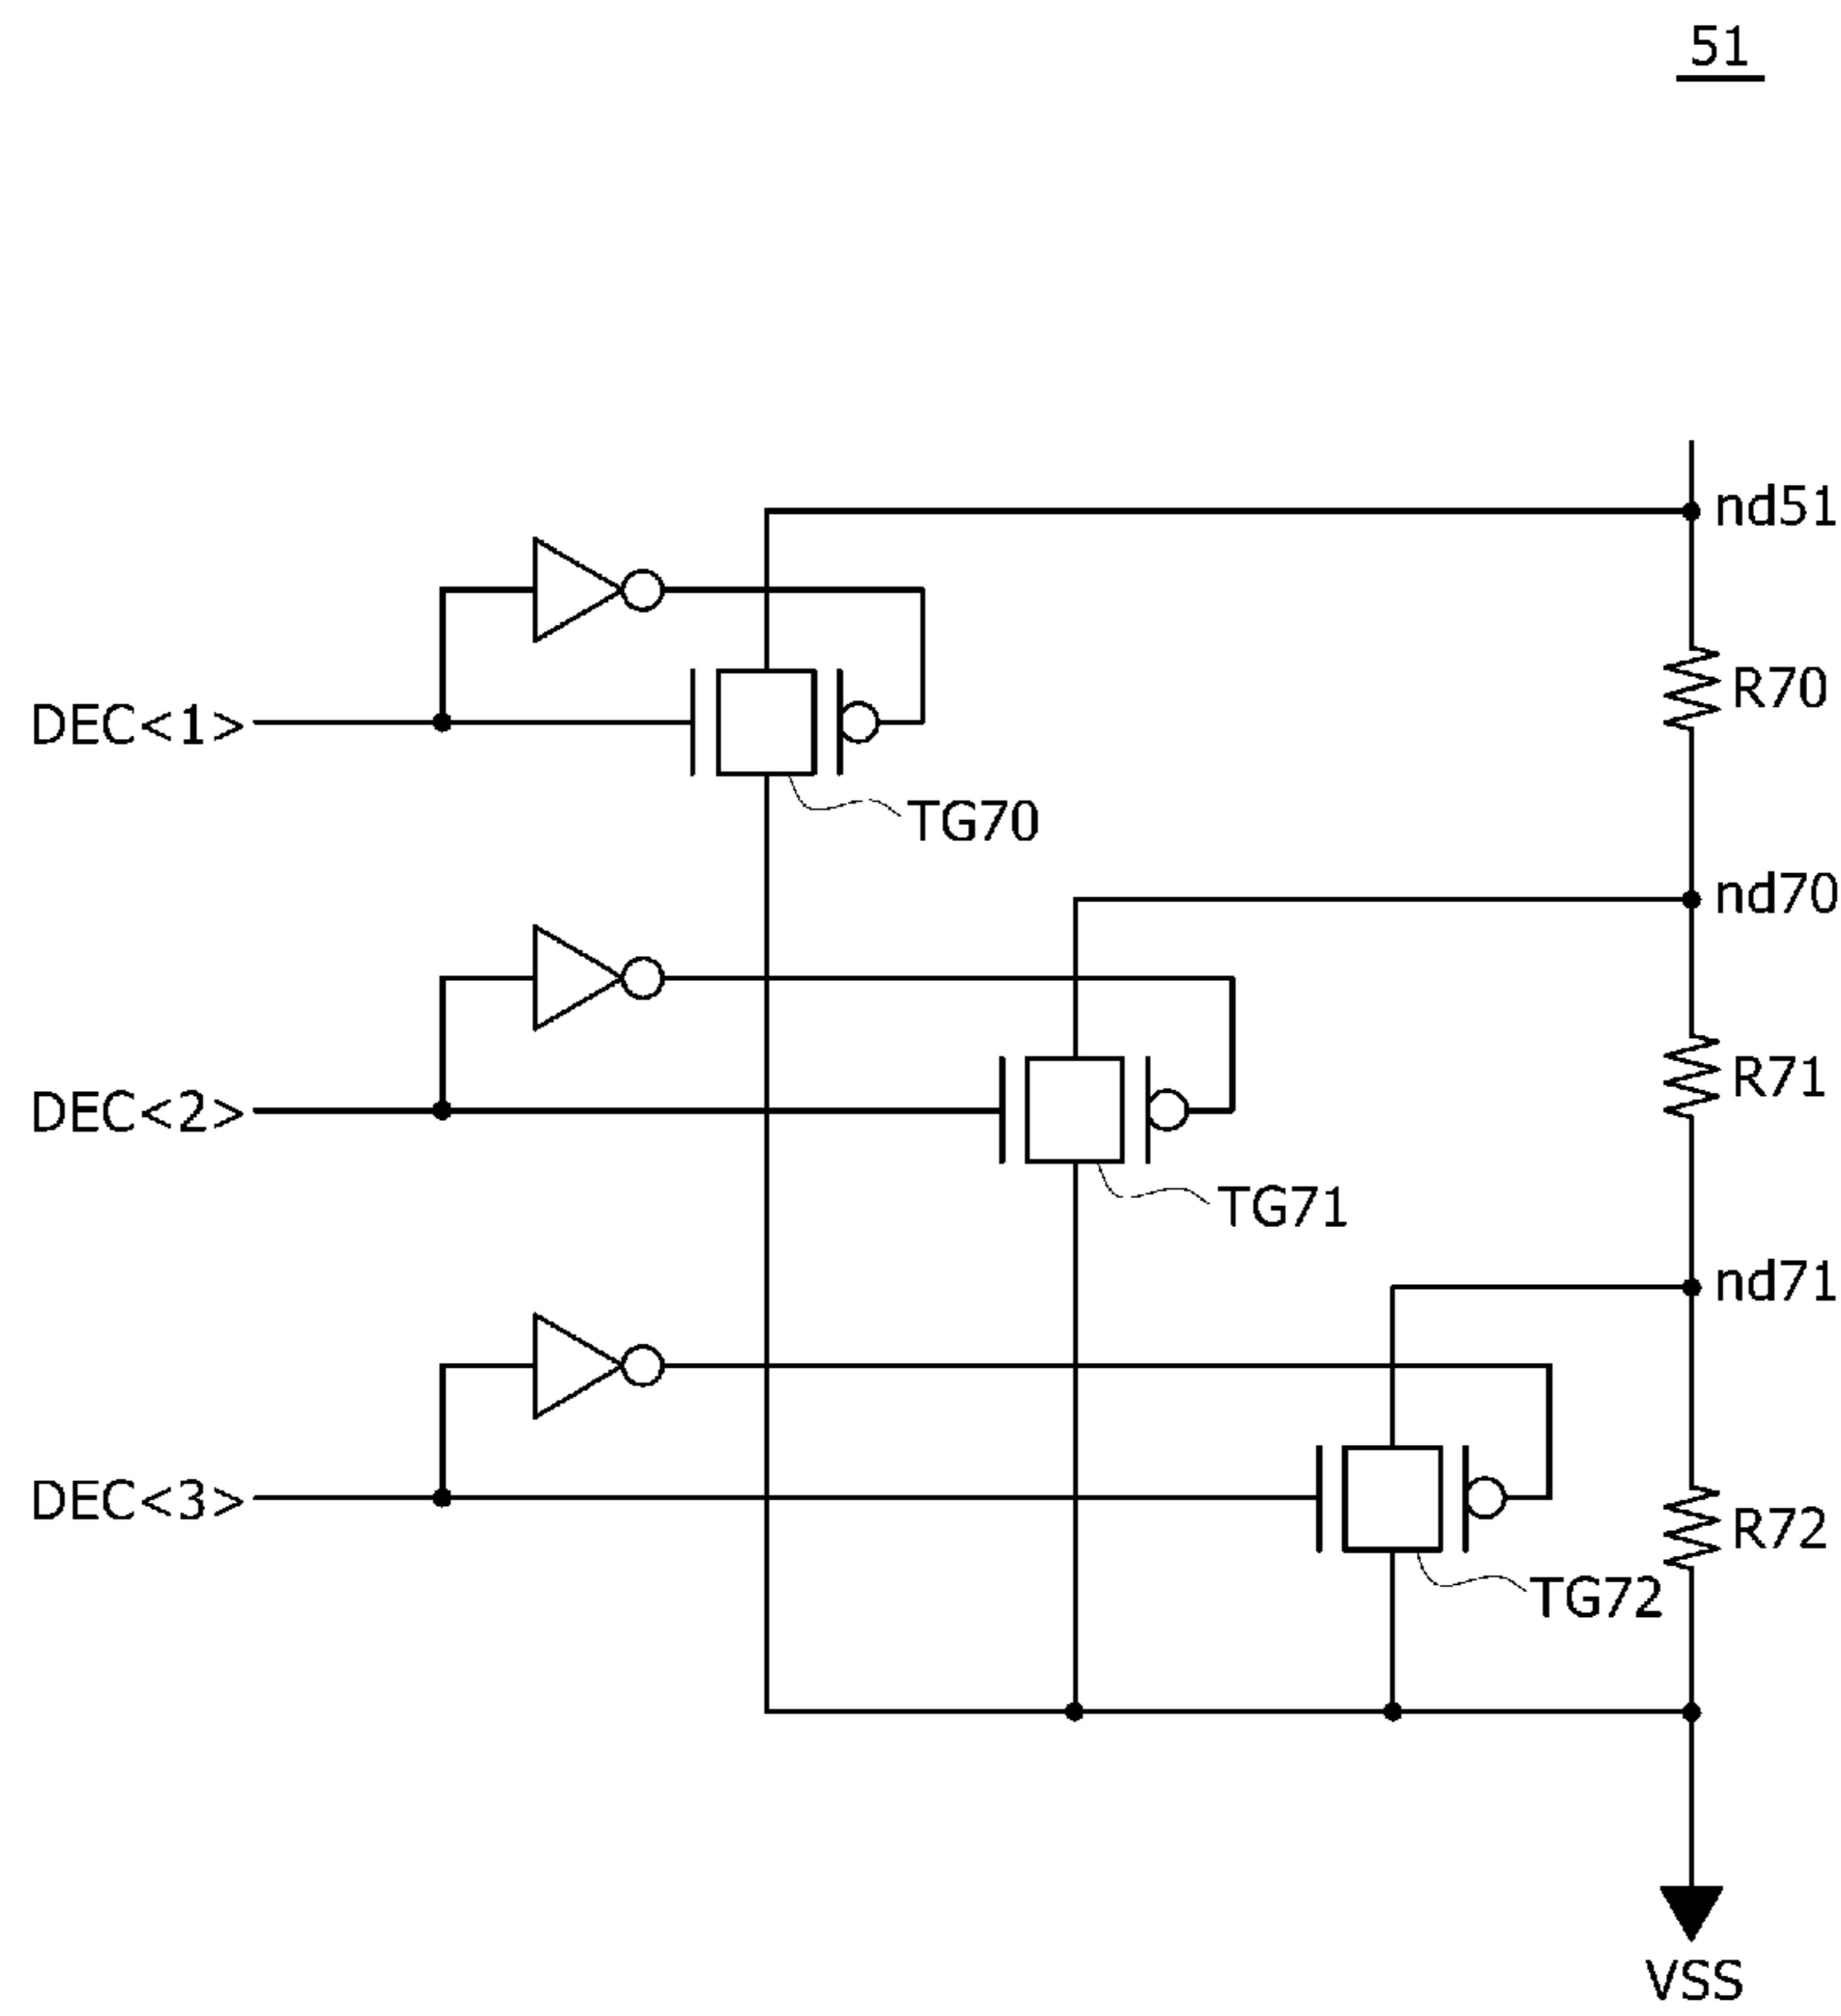 51
nd51
R70
DEC<1>
TG70
nd70
R71
DEC<2>
TG71
nd71
DEC<3>
R72
TG72
VSS